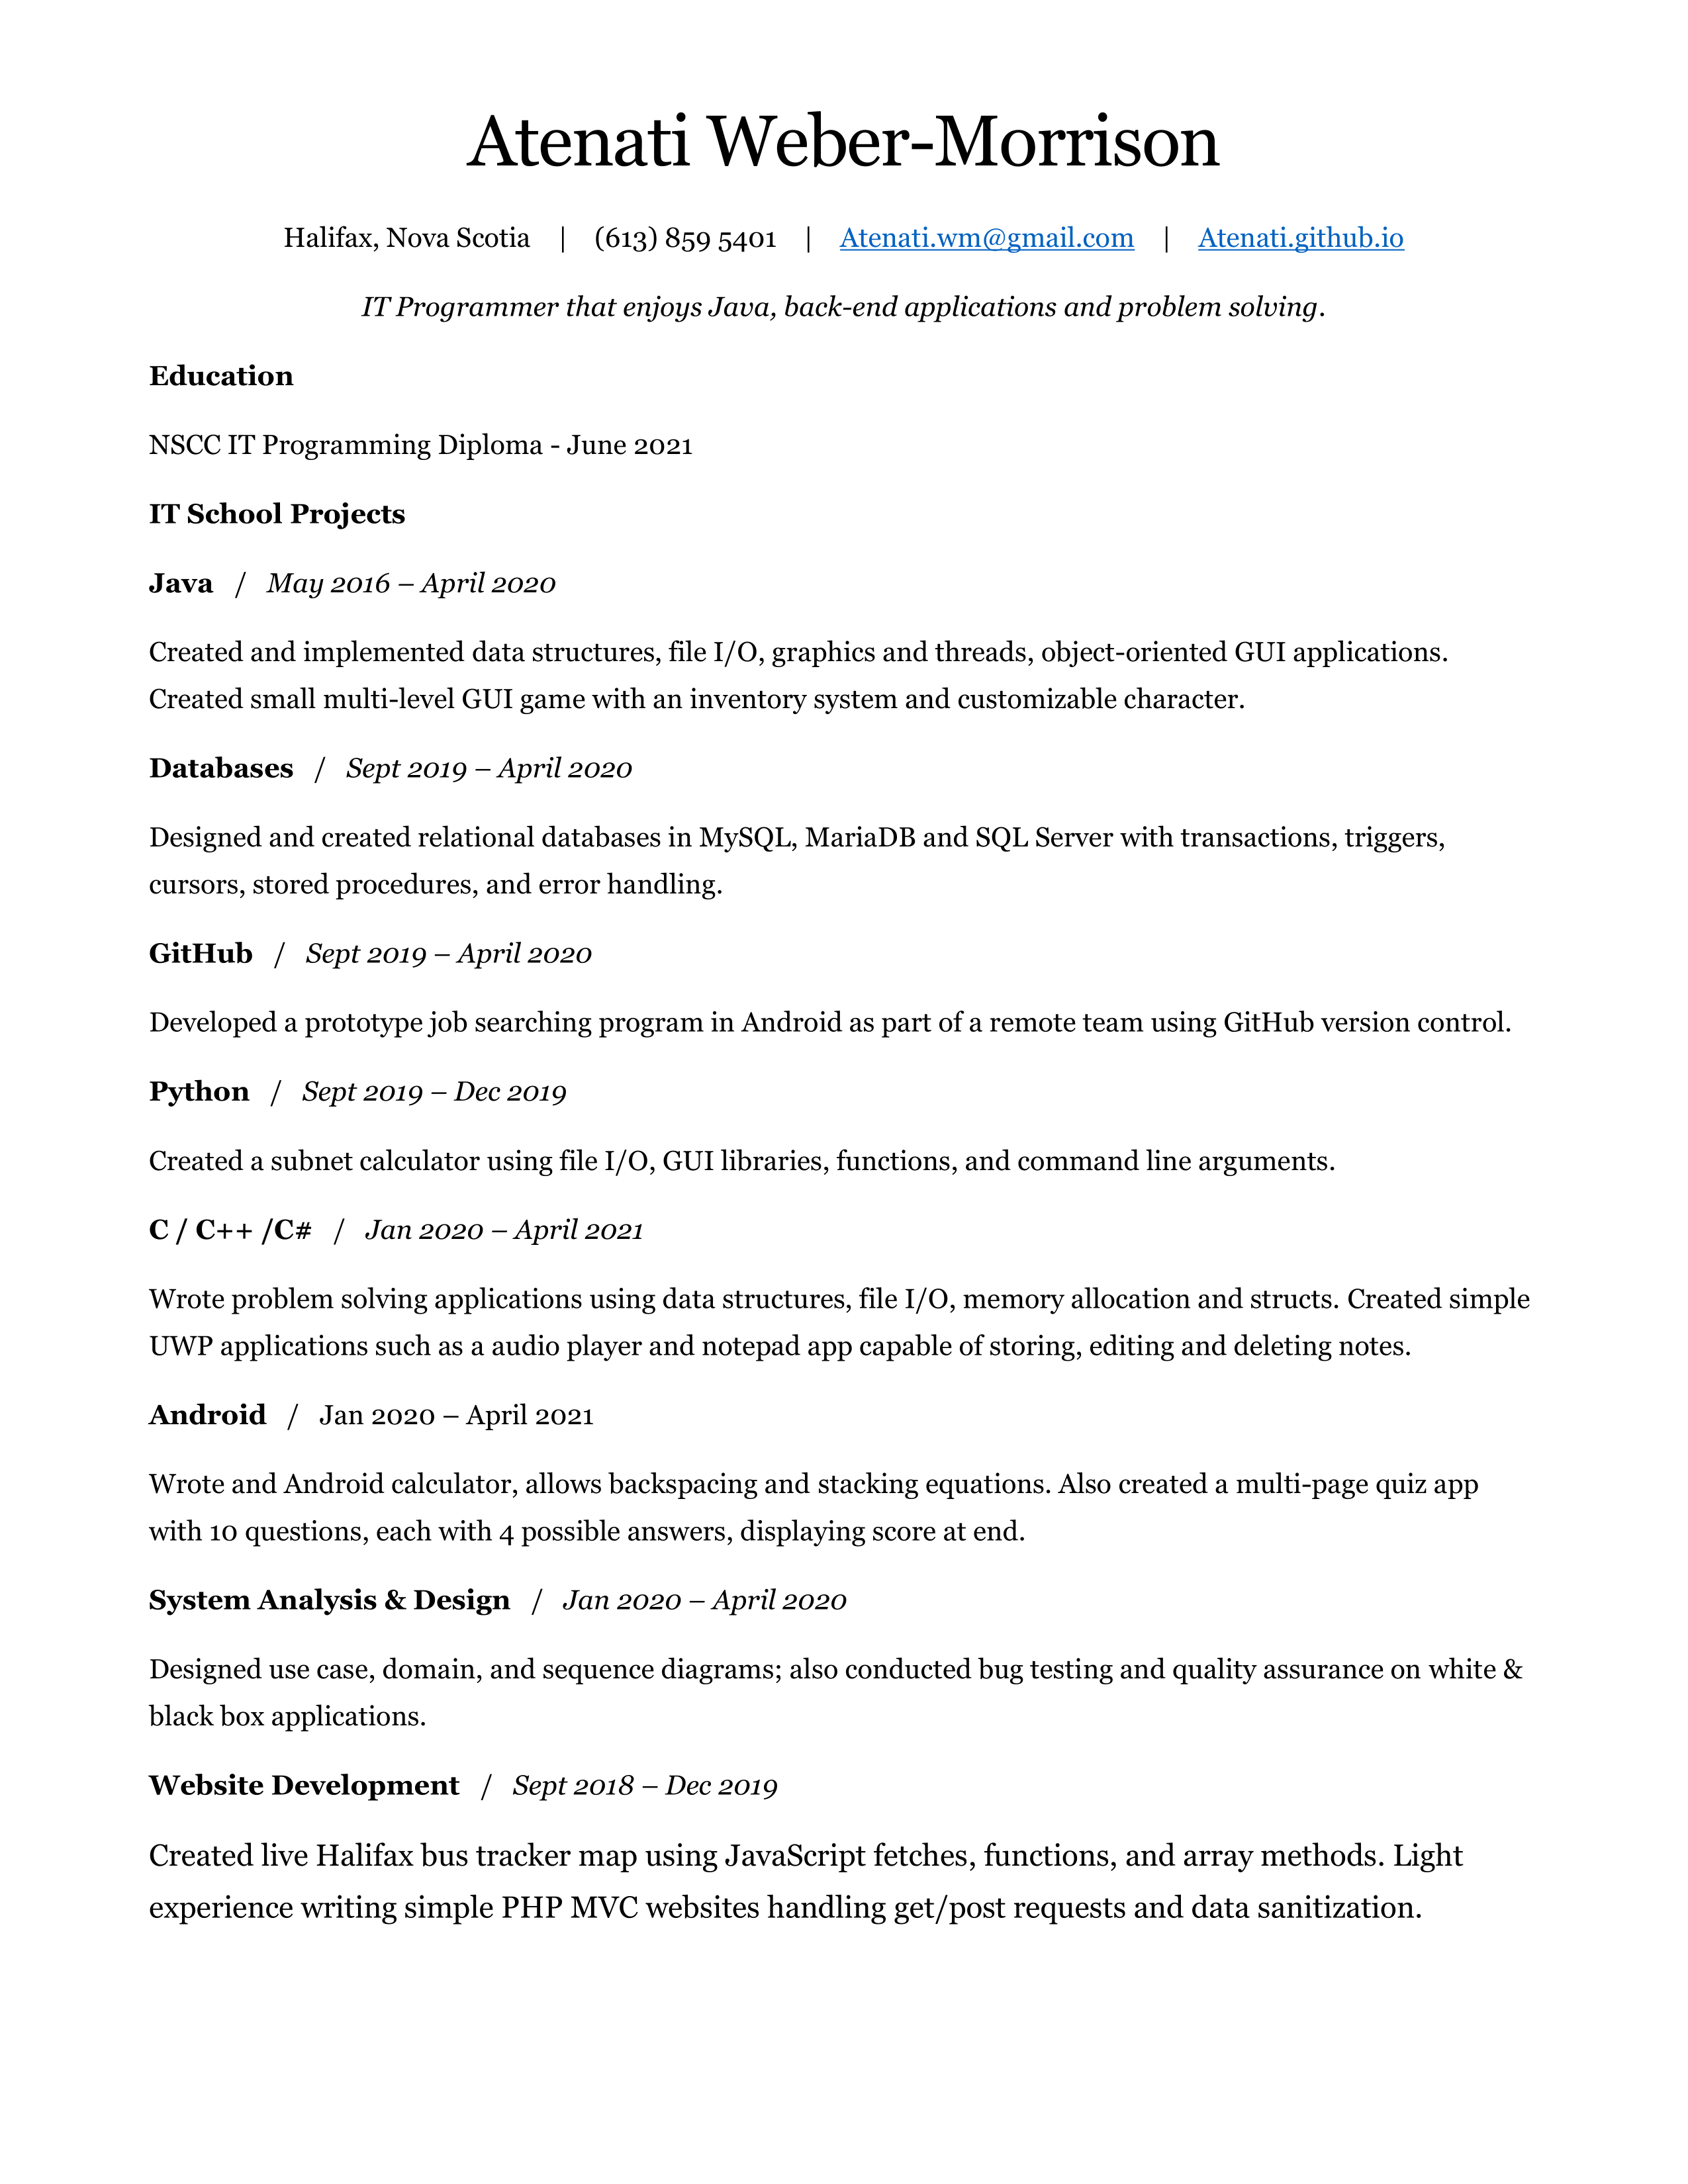 Atenati Weber-Morrison
Halifax, Nova Scotia | (613) 859 5401 | Atenati.wm@gmail.com | Atenati.github.io
IT Programmer that enjoys Java, back-end applications and problem solving.
Education
NSCC IT Programming Diploma - June 2021
IT School Projects
Java / May 2016 – April 2020
Created and implemented data structures, file I/O, graphics and threads, object-oriented GUI applications.
Created small multi-level GUI game with an inventory system and customizable character.
Databases / Sept 2019 – April 2020
Designed and created relational databases in MySQL, MariaDB and SQL Server with transactions, triggers,
cursors, stored procedures, and error handling.
GitHub / Sept 2019 – April 2020
Developed a prototype job searching program in Android as part of a remote team using GitHub version control.
Python / Sept 2019 – Dec 2019
Created a subnet calculator using file I/O, GUI libraries, functions, and command line arguments.
C / C++ /C# / Jan 2020 – April 2021
Wrote problem solving applications using data structures, file I/O, memory allocation and structs. Created simple
UWP applications such as a audio player and notepad app capable of storing, editing and deleting notes.
Android / Jan 2020 – April 2021
Wrote and Android calculator, allows backspacing and stacking equations. Also created a multi-page quiz app
with 10 questions, each with 4 possible answers, displaying score at end.
System Analysis & Design / Jan 2020 – April 2020
Designed use case, domain, and sequence diagrams; also conducted bug testing and quality assurance on white &
black box applications.
Website Development / Sept 2018 – Dec 2019
Created live Halifax bus tracker map using JavaScript fetches, functions, and array methods. Light
experience writing simple PHP MVC websites handling get/post requests and data sanitization.